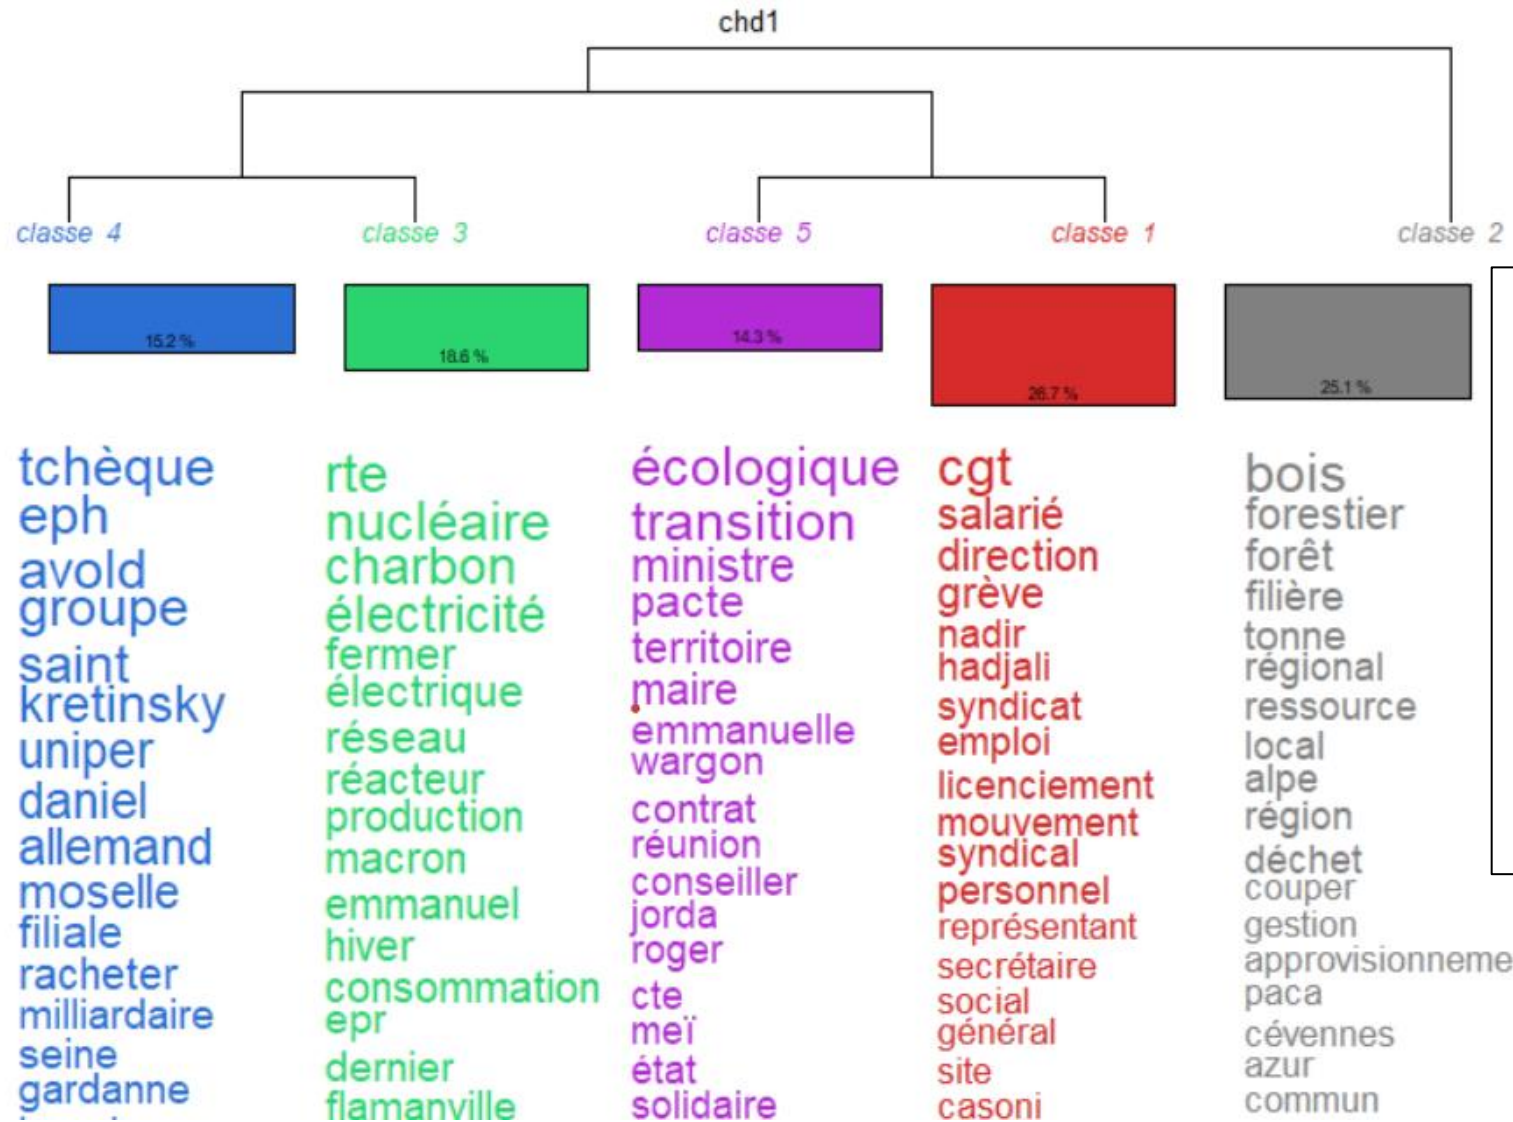 chd1
classe 4
classe 3
classe 5
classe 1
classe 2
15.2 %
18.6 %
14.3 %
26.7 %
25.1 %
tchèque
eph
avold
groupe
saint
kretinsky
uniper
daniel
allemand
moselle
filiale
racheter
milliardaire
seine
gardanne
rte
nucléaire
charbon
électricité
fermer
électrique
réseau
réacteur
production
macron
emmanuel
hiver
consommation
epr
dernier
flamanville
écologique
transition
ministre
pacte
territoire
maire
emmanuelle
wargon
contrat
réunion
conseiller
jorda
roger
cte
meï
état
solidaire
cgt
salarié
direction
grève
nadir
hadjali
syndicat
emploi
licenciement
mouvement
syndical
personnel
représentant
secrétaire
social
général
site
casoni
bois
forestier
forêt
filière
tonne
régional
ressource
local
alpe
région
déchet
couper
gestion
approvisionneme
paca
cévennes
azur
commun